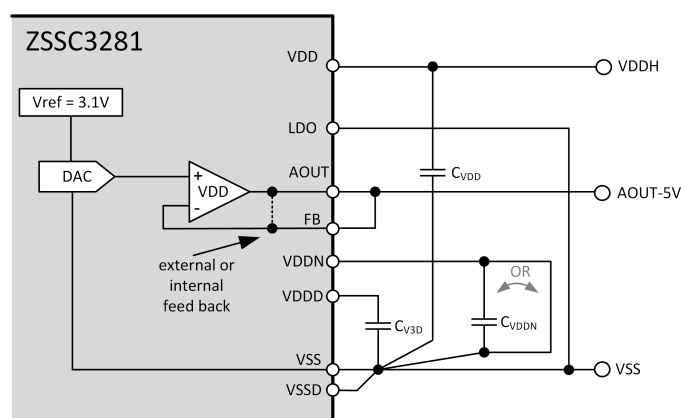 ZSSC3281
VDD
VDDH
Vref = 3.1V
LDO
DAC
+
VDD
-
AOUT
CVDD
AOUT-5V
FB
external or
internal
feed back
VDDN
OR
VDDD
CV3D
CVDDN
VSS
VSS
VSSD